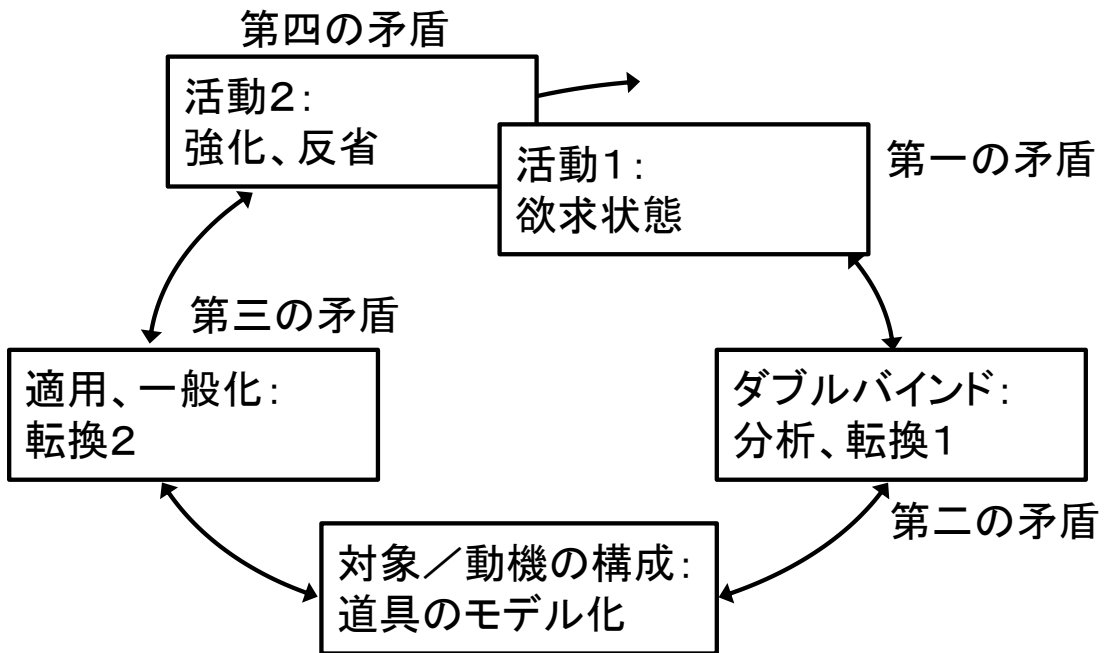 第四の矛盾
活動2：
強化、反省
活動1：
欲求状態
第一の矛盾
第三の矛盾
適用、一般化：
転換2
ダブルバインド：
分析、転換1
第二の矛盾
対象／動機の構成：
道具のモデル化